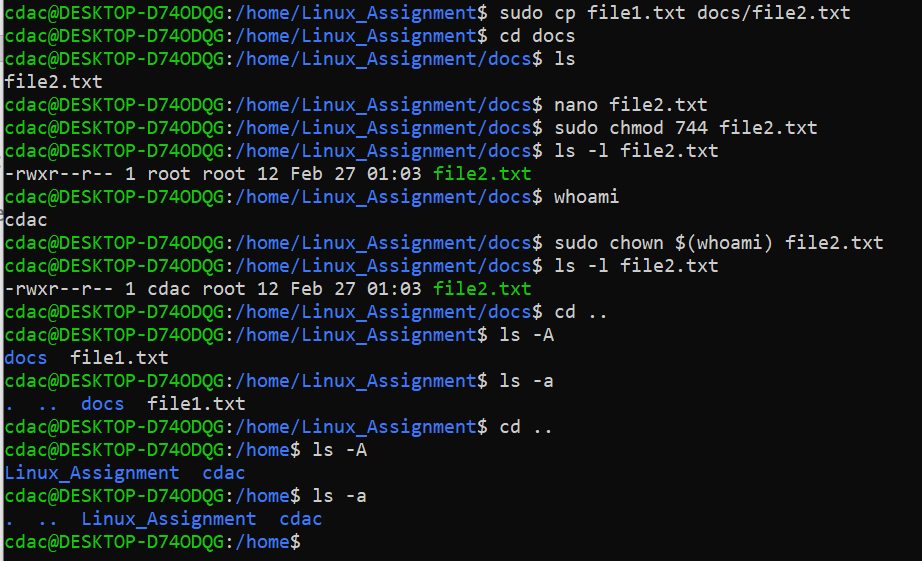 cdac@DESKTOP-D74ODQG:/home/Linux_Assignment$ sudo cp file1.txt docs/file2.txt
cdac@DESKTOP-D74ODQG:/home/Linux_Assignment$ cd docs
cdac@DESKTOP-D74ODQG:/home/Linux_Assignment/docs$ ls
file2.txt
cdac@DESKTOP-D74ODQG:/home/Linux_Assignment/docs$ nano file2.txt
cdac@DESKTOP-D74ODQG:/home/Linux_Assignment/docs$ sudo chmod 744 file2.txt
cdac@DESKTOP-D74ODQG:/home/Linux_Assignment/docs$ ls -l file2.txt
-rwxr--r-- 1 root root 12 Feb 27 01:03 file2.txt
cdac@DESKTOP-D74ODQG:/home/Linux_Assignment/docs$ whoami
cdac
cdac@DESKTOP-D74ODQG:/home/Linux_Assignment/docs$ sudo chown $(whoami) file2.txt
cdac@DESKTOP-D74ODQG:/home/Linux_Assignment/docs$ ls -l file2.txt
-rwxr--r-- 1 cdac root 12 Feb 27 01:03 file2.txt
cdac@DESKTOP-D74ODQG:/home/Linux_Assignment/docs$ cd ..
cdac@DESKTOP-D74ODQG:/home/Linux_Assignment$ ls -A
docs  file1.txt
cdac@DESKTOP-D74ODQG:/home/Linux_Assignment$ ls -a
.  ..  docs  file1.txt
cdac@DESKTOP-D74ODQG:/home/Linux_Assignment$ cd ..
cdac@DESKTOP-D74ODQG:/home$ ls -A
Linux_Assignment  cdac
cdac@DESKTOP-D74ODQG:/home$ ls -a
.  ..  Linux_Assignment  cdac
cdac@DESKTOP-D74ODQG:/home$